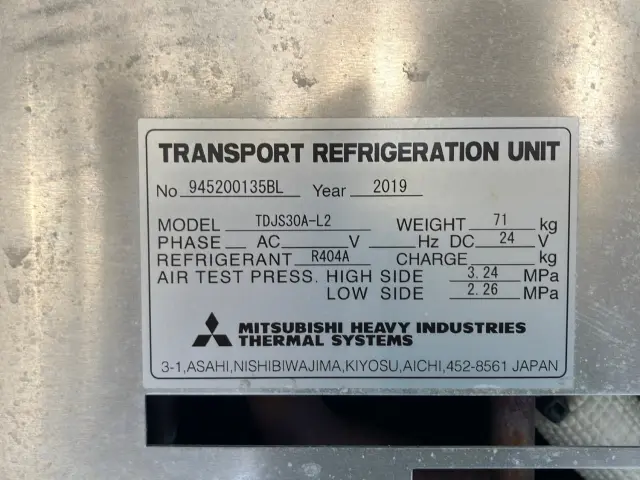 TRANSPORT REFRIGERATION UNIT
No 945200135BL Year 2019
MODEL TDJS30A-L2 WEIGHT 71 kg
PHASE AC V Hz DC 24 V
REFRIGERANT R404A CHARGE kg
AIR TEST PRESS. HIGH SIDE 3.24 MPa
LOW SIDE 2.26 MPa
MITSUBISHI HEAVY INDUSTRIES
THERMAL SYSTEMS
3-1,ASAHI,NISHIBIWAJIMA,KIYOSU,AICHI,452-8561 JAPAN